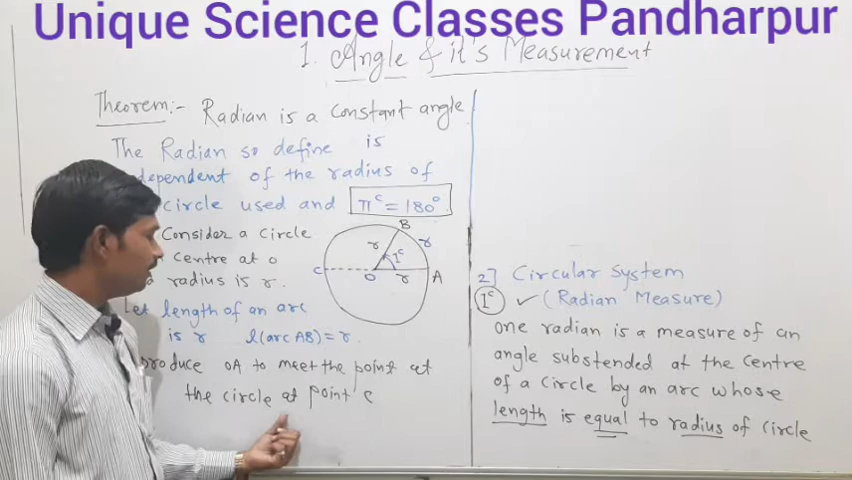 Unique Science Classes Pandharpur
1. Angle & it's Measurement
Theorem:- Radian is a constant angle
The Radian so define is
independent of the radius of
circle used and πᶜ = 180°
Consider a circle
centre at O
radius is r.
Let length of an arc
is r l(arc AB) = r.
produce OA to meet the point at
the circle at point C
B
r
r
1ᶜ
C
O
r
A
2] Circular System
1ᶜ ✓ (Radian Measure)
One radian is a measure of an
angle substended at the centre
of a circle by an arc whose
length is equal to radius of circle